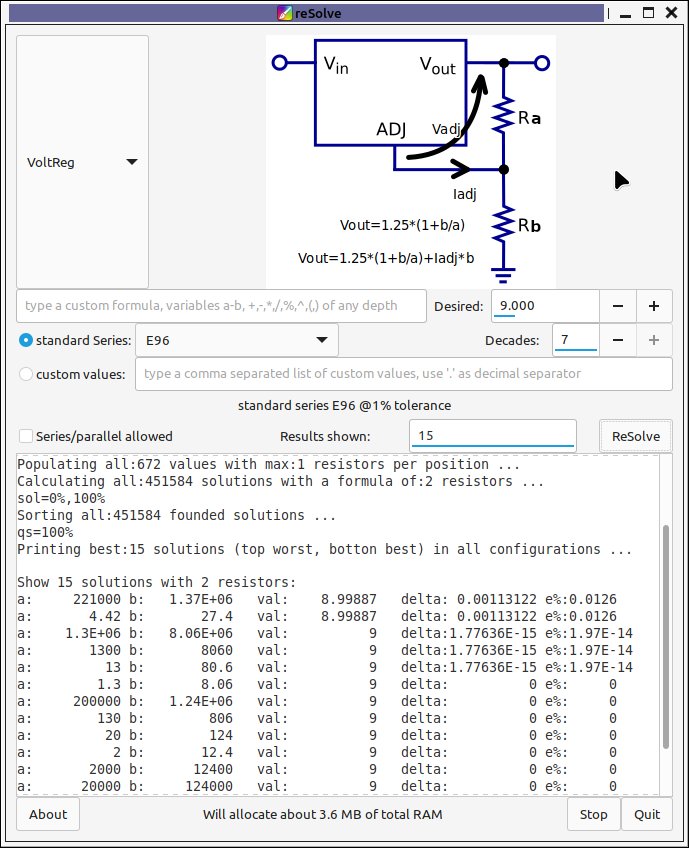 reSolve
VoltReg
Vin
Vout
ADJ
Vadj
Ra
Iadj
Vout=1.25*(1+b/a)
Rb
Vout=1.25*(1+b/a)+Iadj*b
type a custom formula, variables a-b, +,-,*,/,%,^,(,) of any depth
Desired:
9.000
standard Series:
E96
Decades:
7
custom values:
type a comma separated list of custom values, use '.' as decimal separator
standard series E96 @1% tolerance
Series/parallel allowed
Results shown:
15
ReSolve
Populating all:672 values with max:1 resistors per position ...
Calculating all:451584 solutions with a formula of:2 resistors ...
sol=0%,100%
Sorting all:451584 founded solutions ...
qs=100%
Printing best:15 solutions (top worst, botton best) in all configurations ...
Show 15 solutions with 2 resistors:
a: 221000 b: 1.37E+06 val: 8.99887 delta: 0.00113122 e%:0.0126
a: 4.42 b: 27.4 val: 8.99887 delta: 0.00113122 e%:0.0126
a: 1.3E+06 b: 8.06E+06 val: 9 delta:1.77636E-15 e%:1.97E-14
a: 1300 b: 8060 val: 9 delta:1.77636E-15 e%:1.97E-14
a: 13 b: 80.6 val: 9 delta:1.77636E-15 e%:1.97E-14
a: 1.3 b: 8.06 val: 9 delta: 0 e%: 0
a: 200000 b: 1.24E+06 val: 9 delta: 0 e%: 0
a: 130 b: 806 val: 9 delta: 0 e%: 0
a: 20 b: 124 val: 9 delta: 0 e%: 0
a: 2 b: 12.4 val: 9 delta: 0 e%: 0
a: 2000 b: 12400 val: 9 delta: 0 e%: 0
a: 20000 b: 124000 val: 9 delta: 0 e%: 0
About
Will allocate about 3.6 MB of total RAM
Stop
Quit